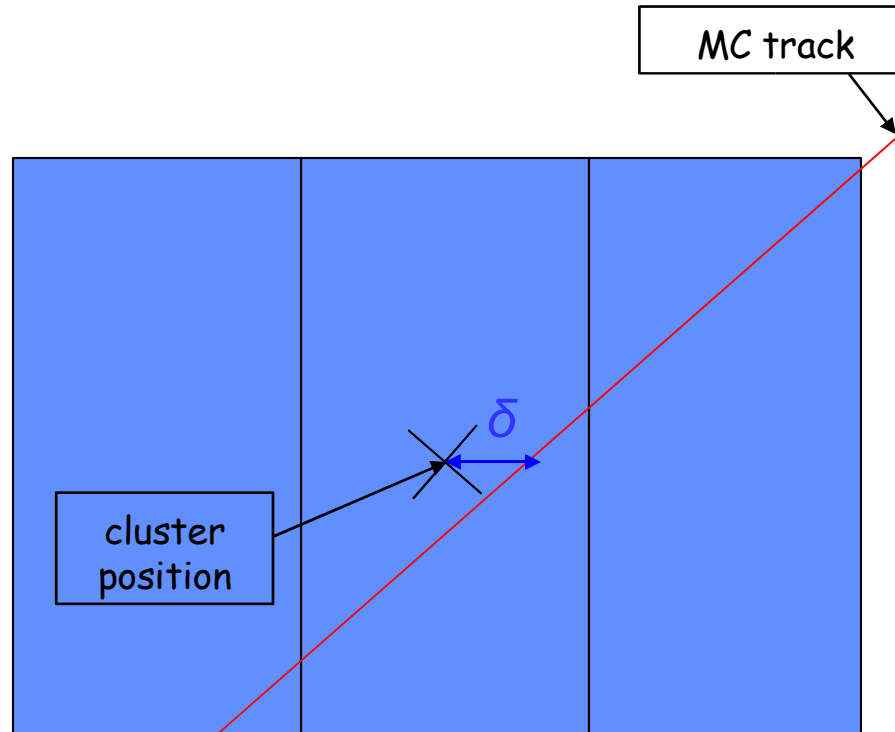 MC track
δ
cluster
position